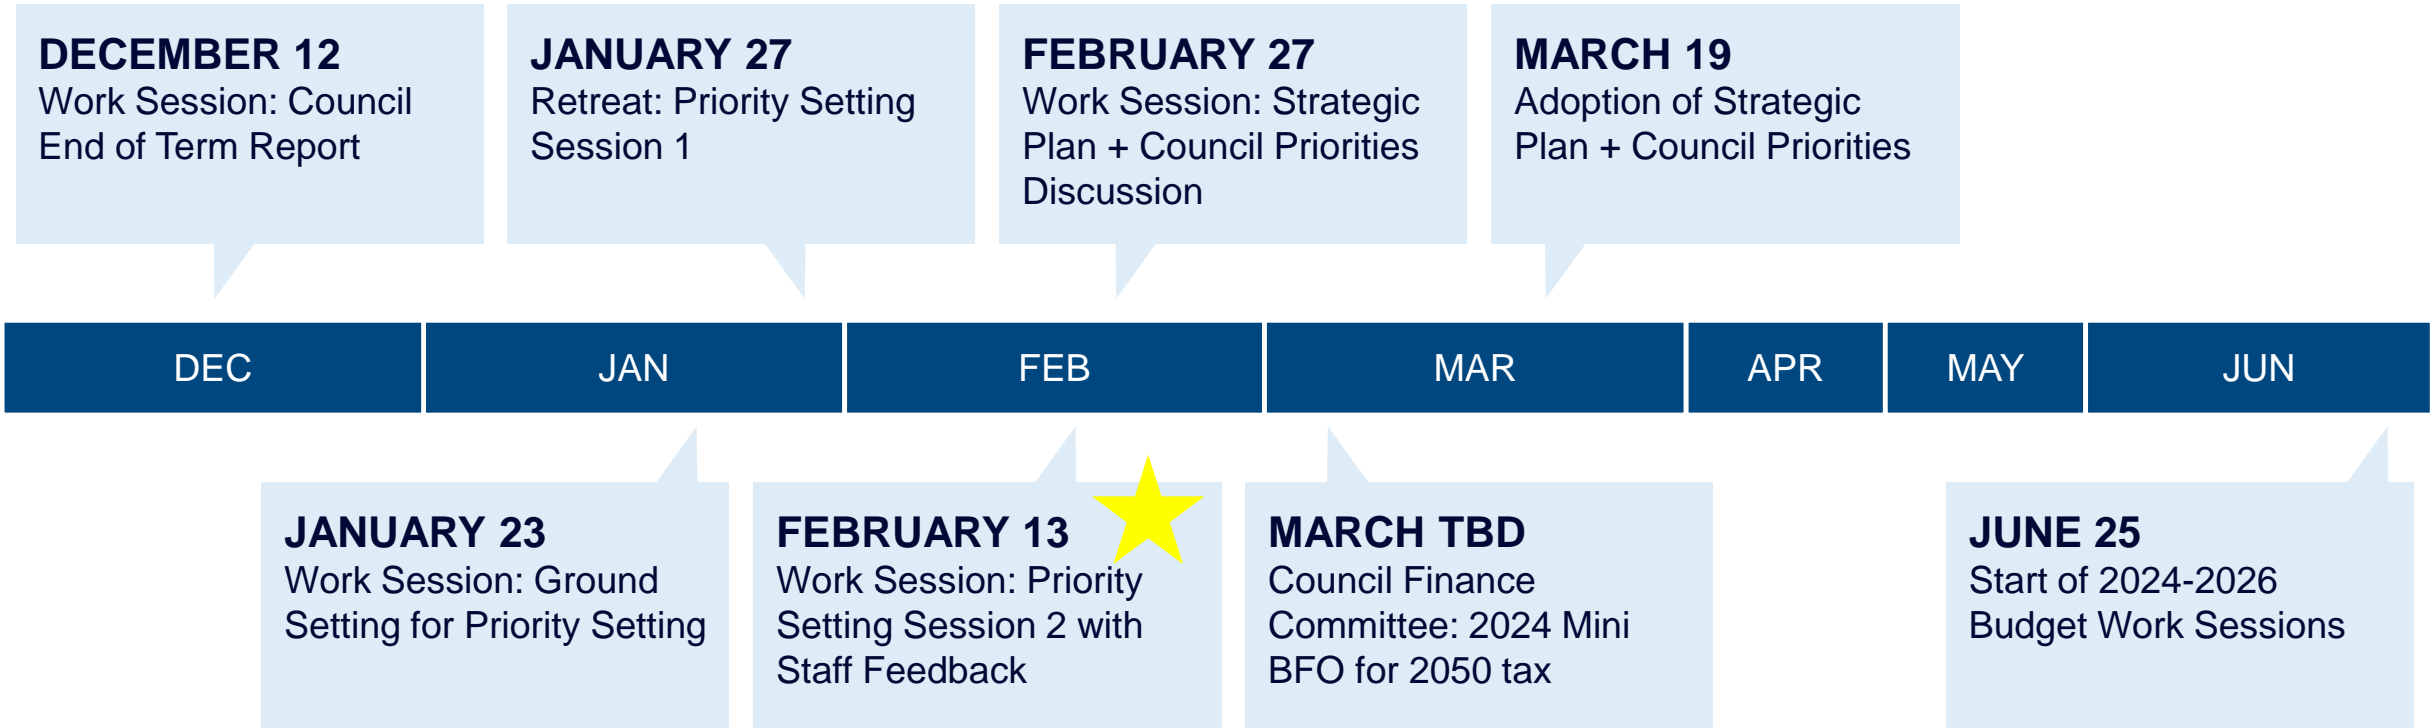 DECEMBER 12
Work Session: Council
End of Term Report
JANUARY 27
Retreat: Priority Setting
Session 1
FEBRUARY 27
Work Session: Strategic
Plan + Council Priorities
Discussion
MARCH 19
Adoption of Strategic
Plan + Council Priorities
DEC
JAN
FEB
MAR
APR
MAY
JUN
JANUARY 23
Work Session: Ground
Setting for Priority Setting
FEBRUARY 13
Work Session: Priority
Setting Session 2 with
Staff Feedback
MARCH TBD
Council Finance
Committee: 2024 Mini
BFO for 2050 tax
JUNE 25
Start of 2024-2026
Budget Work Sessions